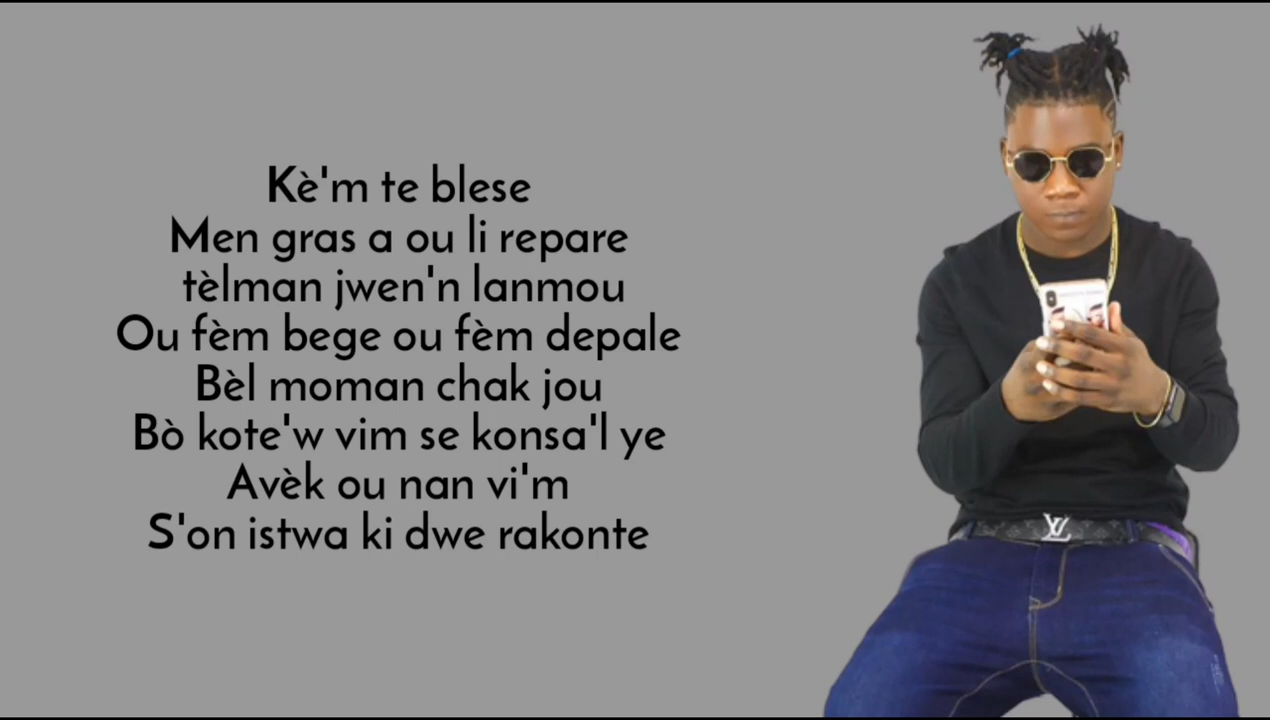 Kè'm te blese
Men gras a ou li repare
tèlman jwen'n lanmou
Ou fèm bege ou fèm depale
Bèl moman chak jou
Bò kote'w vim se konsa'l ye
Avèk ou nan vi'm
S'on istwa ki dwe rakonte